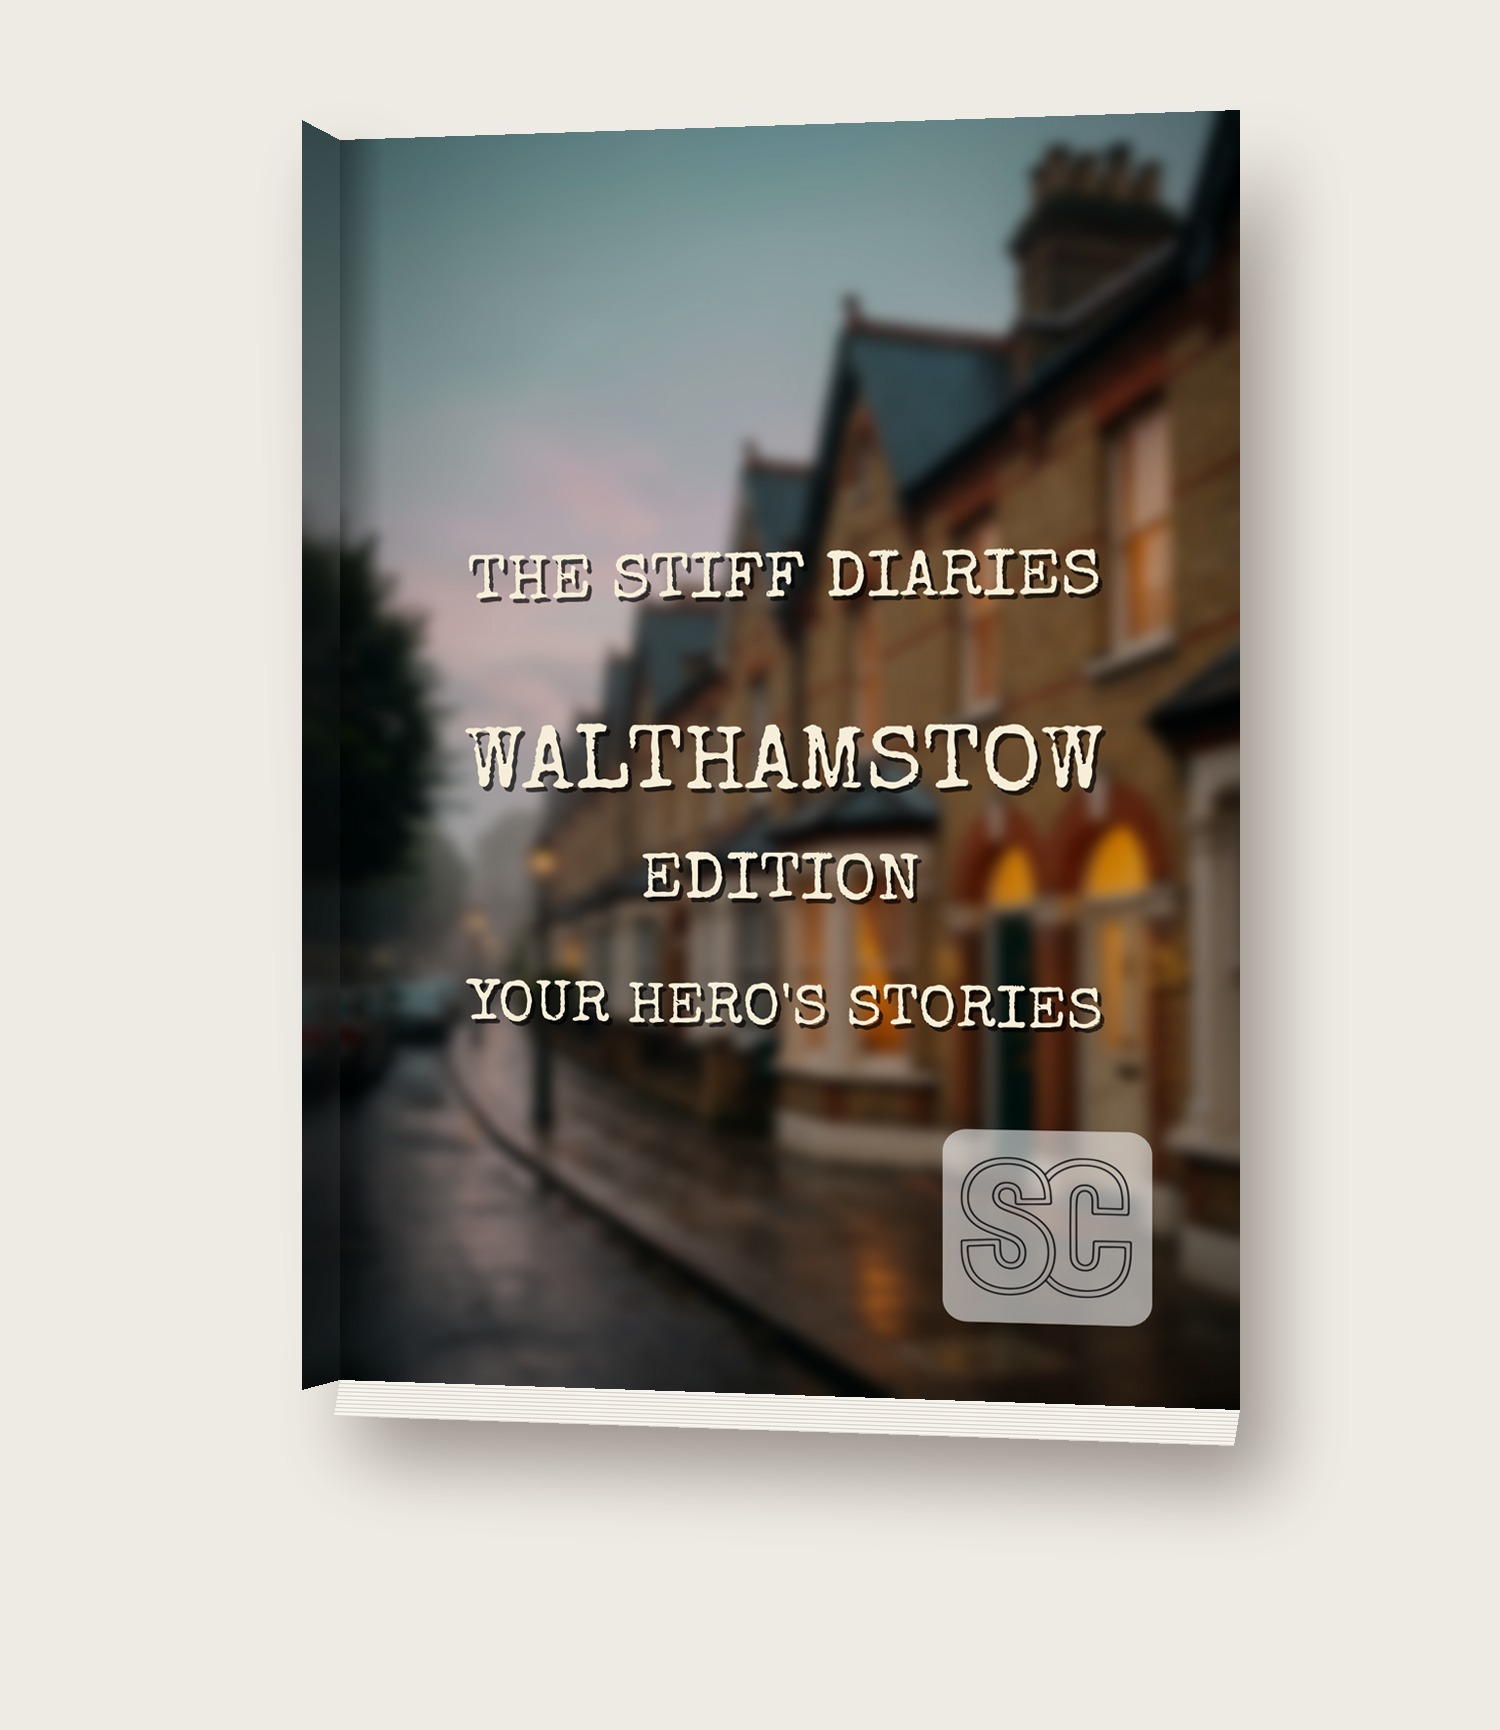 THE STIFF DIARIES
WALTHAMSTOW
EDITION
YOUR HERO'S STORIES
SC